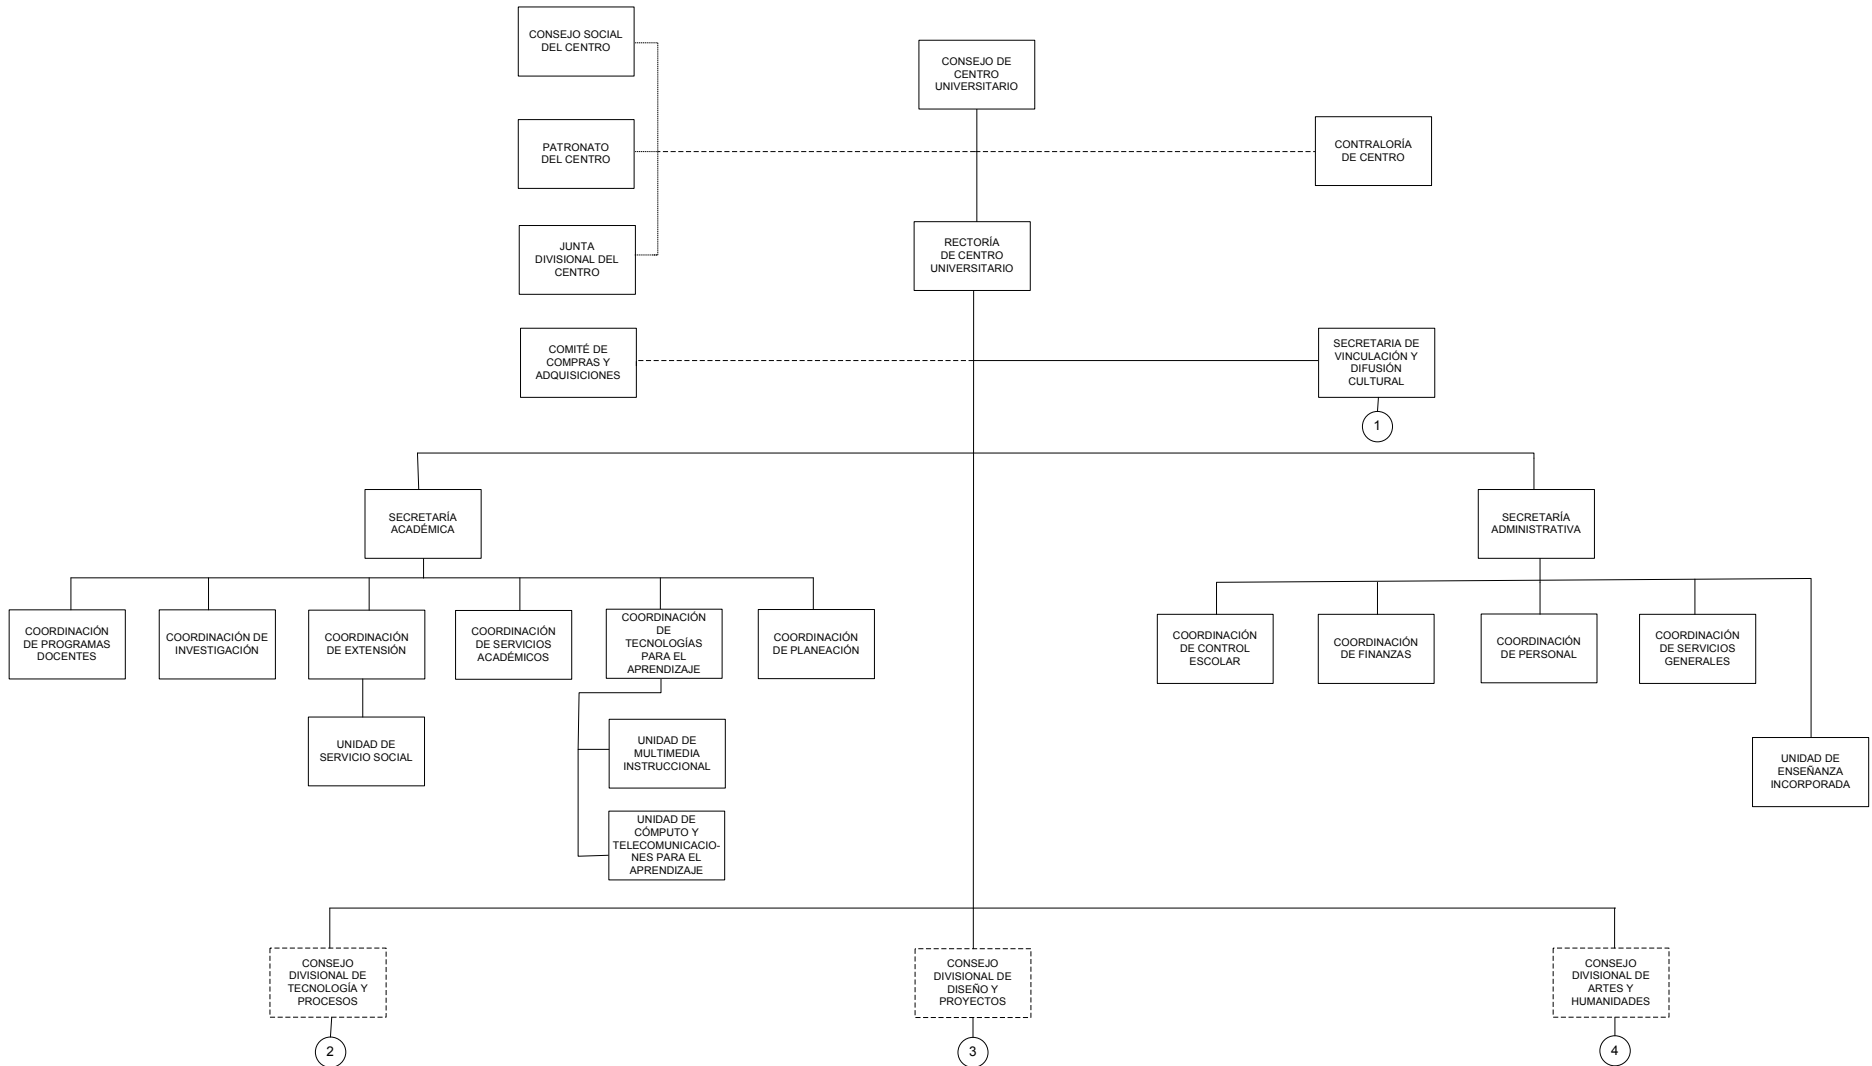 CONSEJO SOCIAL
DEL CENTRO
CONSEJO DE
CENTRO
UNIVERSITARIO
PATRONATO
DEL CENTRO
CONTRALORÍA
DE CENTRO
JUNTA
DIVISIONAL DEL
CENTRO
RECTORÍA
DE CENTRO
UNIVERSITARIO
COMITÉ DE
COMPRAS Y
ADQUISICIONES
SECRETARIA DE
VINCULACIÓN Y
DIFUSIÓN
CULTURAL
1
SECRETARÍA
ACADÉMICA
SECRETARÍA
ADMINISTRATIVA
COORDINACIÓN
DE PROGRAMAS
DOCENTES
COORDINACIÓN DE
INVESTIGACIÓN
COORDINACIÓN
DE EXTENSIÓN
COORDINACIÓN
DE SERVICIOS
ACADÉMICOS
COORDINACIÓN
DE
TECNOLOGÍAS
PARA EL
APRENDIZAJE
COORDINACIÓN
DE PLANEACIÓN
COORDINACIÓN
DE CONTROL
ESCOLAR
COORDINACIÓN
DE FINANZAS
COORDINACIÓN
DE PERSONAL
COORDINACIÓN
DE SERVICIOS
GENERALES
UNIDAD DE
SERVICIO SOCIAL
UNIDAD DE
MULTIMEDIA
INSTRUCCIONAL
UNIDAD DE
ENSEÑANZA
INCORPORADA
UNIDAD DE
CÓMPUTO Y
TELECOMUNICACIO-
NES PARA EL
APRENDIZAJE
CONSEJO
DIVISIONAL DE
TECNOLOGÍA Y
PROCESOS
CONSEJO
DIVISIONAL DE
DISEÑO Y
PROYECTOS
CONSEJO
DIVISIONAL DE
ARTES Y
HUMANIDADES
2
3
4